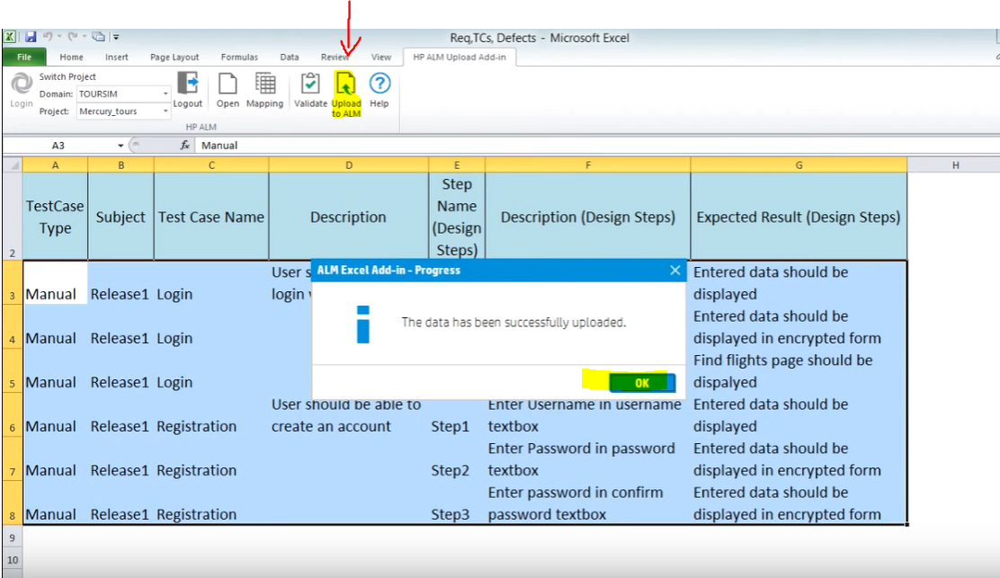 Req,TCs, Defects - Microsoft Excel
File Home Insert Page Layout Formulas Data Review View HP ALM Upload Add-in
Login
Switch Project
Domain: TOURSIM
Project: Mercury_tours
Logout Open Mapping Validate Upload to ALM Help
HP ALM
A3 fx Manual
A B C D E F G H
2 TestCase Type Subject Test Case Name Description Step Name (Design Steps) Description (Design Steps) Expected Result (Design Steps)
3 Manual Release1 Login User login Entered data should be displayed
4 Manual Release1 Login Entered data should be displayed in encrypted form
5 Manual Release1 Login Find flights page should be dispalyed
ALM Excel Add-in - Progress
The data has been successfully uploaded.
OK
6 Manual Release1 Registration User should be able to create an account Step1 Enter Username in username textbox Entered data should be displayed
7 Manual Release1 Registration Step2 Enter Password in password textbox Entered data should be displayed in encrypted form
8 Manual Release1 Registration Step3 Enter password in confirm password textbox Entered data should be displayed in encrypted form
9
10